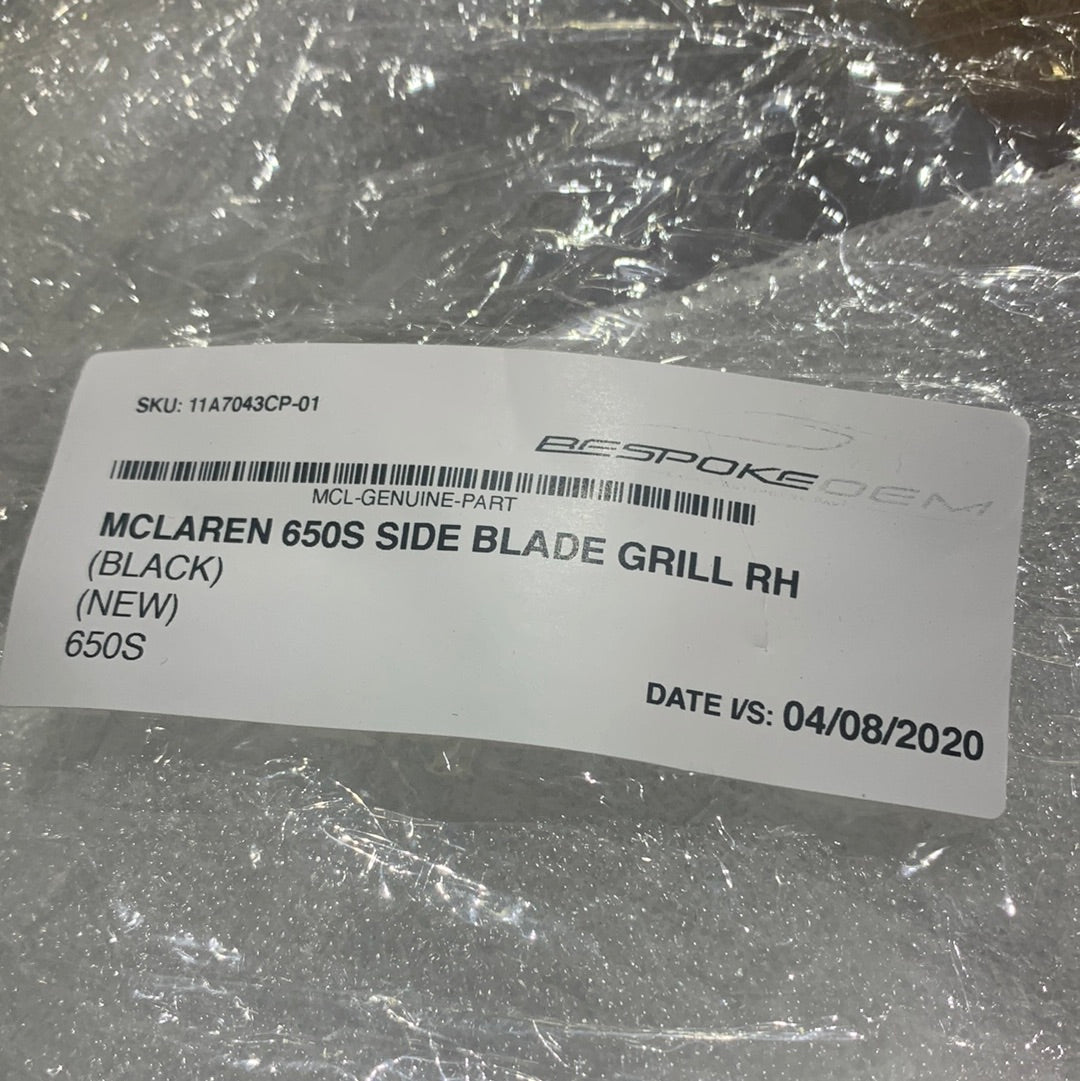 SKU: 11A7043CP-01
BESPOKEOEM
MCL-GENUINE-PART
MCLAREN 650S SIDE BLADE GRILL RH
(BLACK)
(NEW)
650S
DATE I/S: 04/08/2020